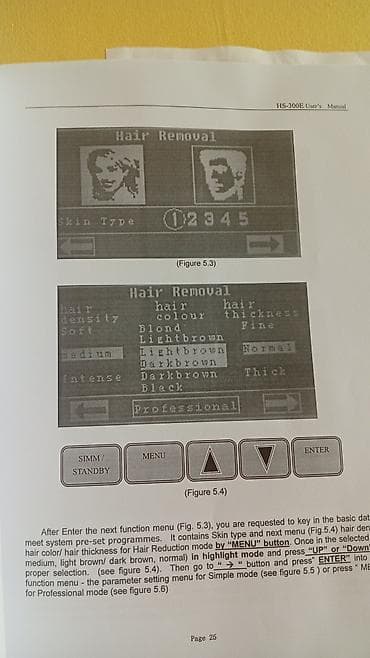 HS-300E User's Manual
Hair Removal
Skin Type 1 2 3 4 5
(Figure 5.3)
Hair Removal
hair density hair colour hair thickness
Soft Blond Fine
Lightbrown
medium Lightbrown Normal
Darkbrown
intense Darkbrown Thick
Black
Professional
SIMM / STANDBY MENU ENTER
(Figure 5.4)
After Enter the next function menu (Fig. 5.3), you are requested to key in the basic dat
meet system pre-set programmes. It contains Skin type and next menu (Fig.5.4) hair den
hair color/ hair thickness for Hair Reduction mode by "MENU" button. Once in the selected
medium, light brown/ dark brown, normal) in highlight mode and press "UP" or "Down
proper selection. (see figure 5.4). Then go to " → " button and press" ENTER" into
function menu - the parameter setting menu for Simple mode (see figure 5.5 ) or press " ME
for Professional mode (see figure 5.6)
Page 25